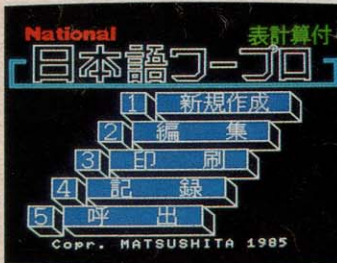 National 表計算付
日本語ワープロ
1 新規作成
2 編集
3 印刷
4 記録
5 呼出
Copr. MATSUSHITA 1985